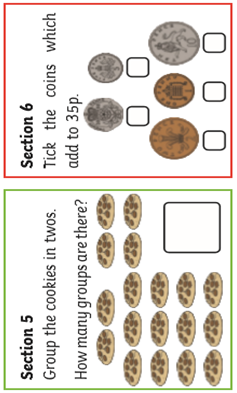 Section 5
Group the cookies in twos.
How many groups are there?
Section 6
Tick the coins which
add to 35p.